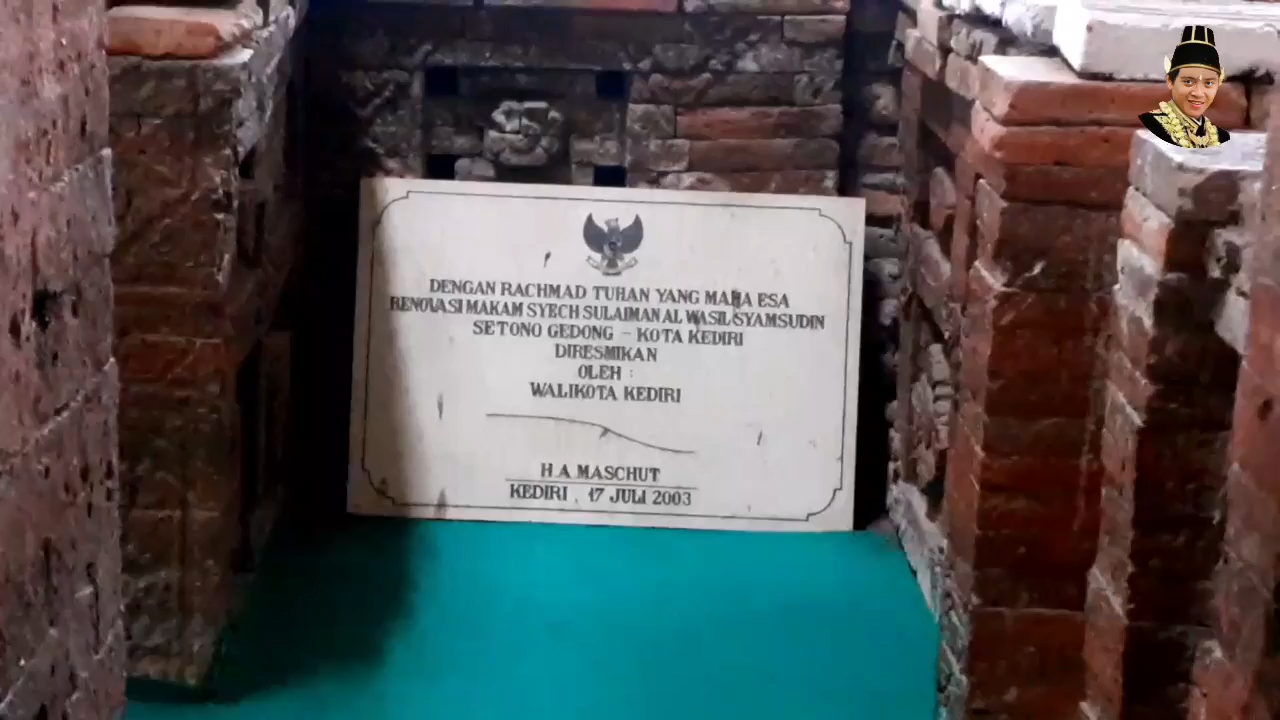 DENGAN RACHMAD TUHAN YANG MAHA ESA
RENOVASI MAKAM SYECH SULAIMAN AL WASIL SYAMSUDIN
SETONO GEDONG - KOTA KEDIRI
DIRESMIKAN
OLEH :
WALIKOTA KEDIRI
H.A MASCHUT
KEDIRI, 17 JULI 2003